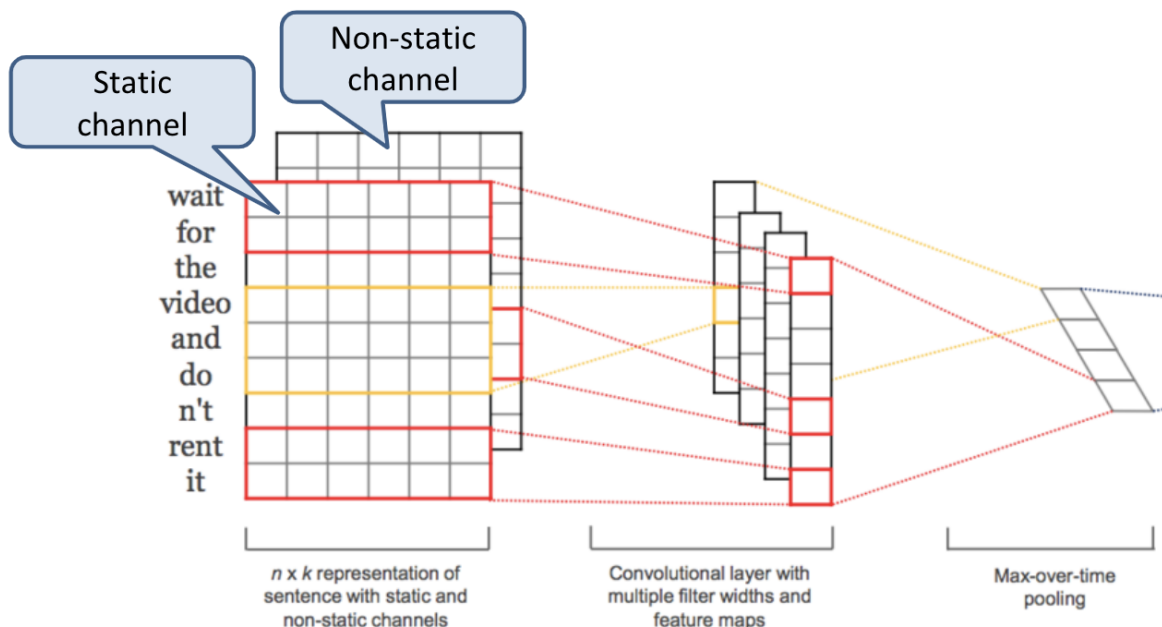 Non-static
channel
Static
channel
wait
for
the
video
and
do
n't
rent
it
n x k representation of
sentence with static and
non-static channels
Convolutional layer with
multiple filter widths and
feature maps
Max-over-time
pooling